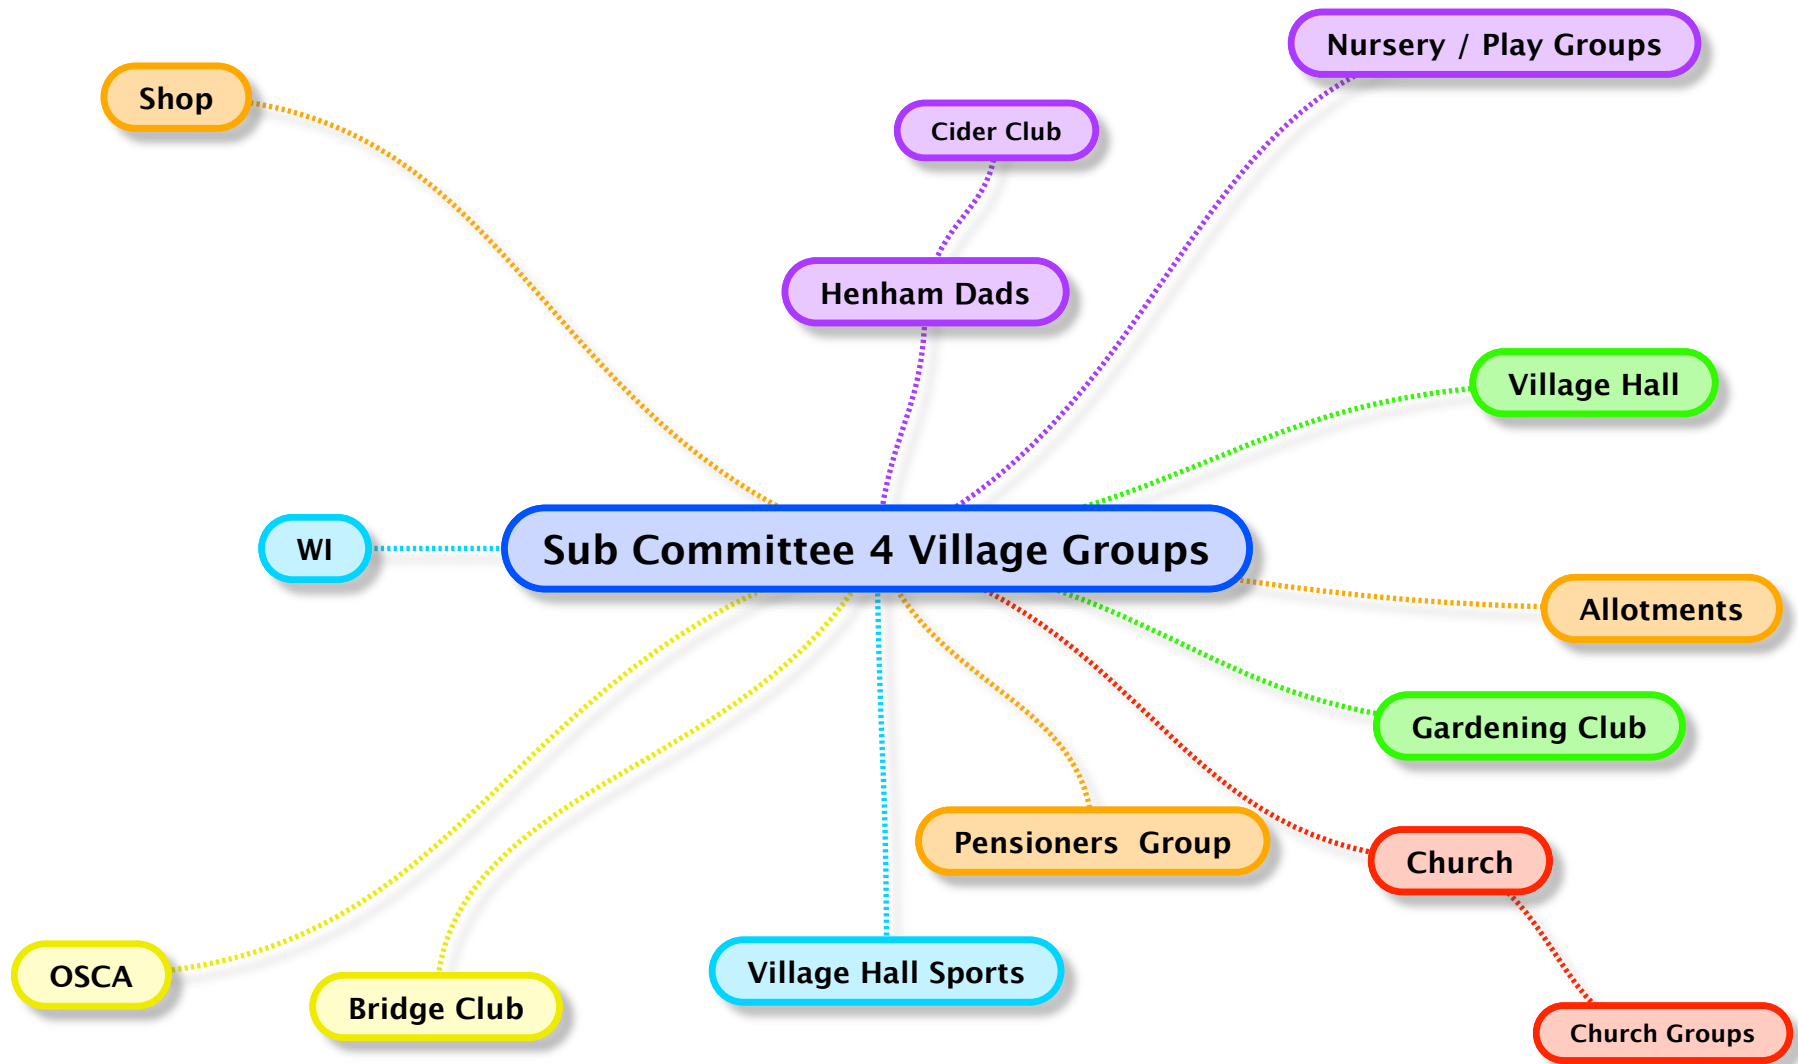 Nursery / Play Groups
Shop
Cider Club
Henham Dads
Village Hall
WI
Sub Committee 4 Village Groups
Allotments
Gardening Club
Pensioners  Group
Church
OSCA
Village Hall Sports
Bridge Club
Church Groups